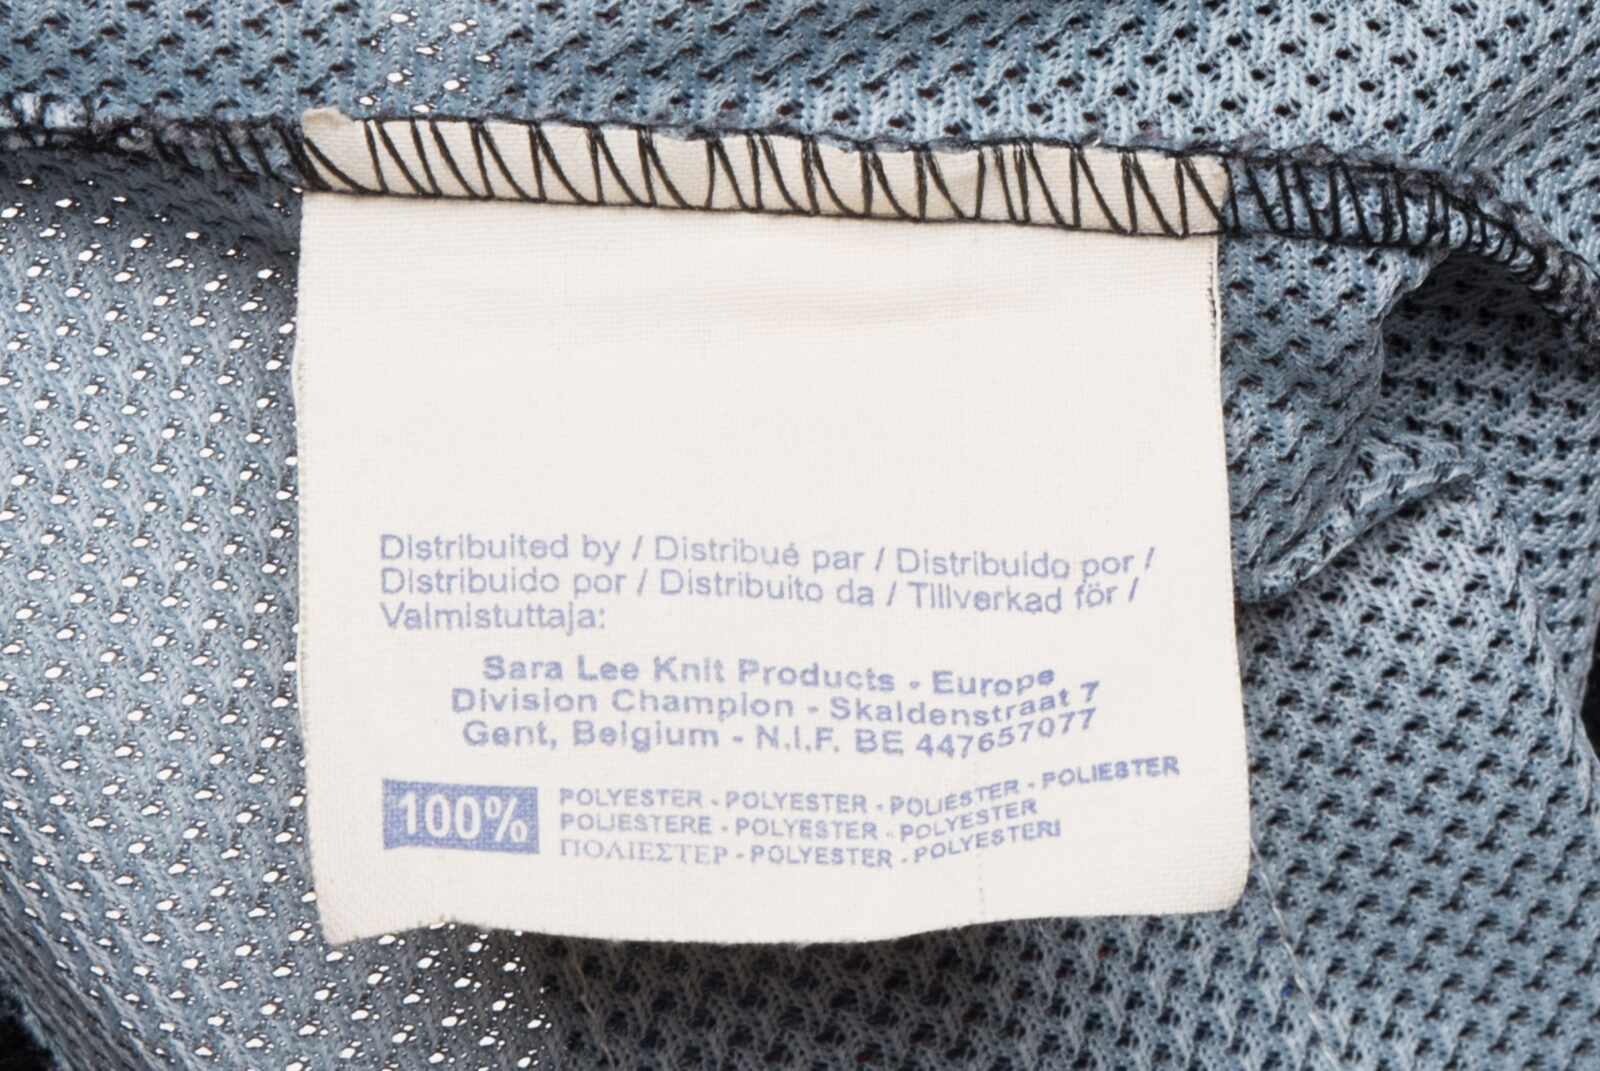 Distribuited by / Distribué par / Distribuido por /
Distribuido por / Distribuito da / Tillverkad för /
Valmistuttaja:
Sara Lee Knit Products - Europe
Division Champion - Skaldenstraat 7
Gent, Belgium - N.I.F. BE 447657077
100% POLYESTER - POLYESTER - POLIÉSTER - POLIESTER
POLIESTERE - POLYESTER - POLYESTER
ΠΟΛΙΕΣΤΕΡ - POLYESTER - POLYESTERI